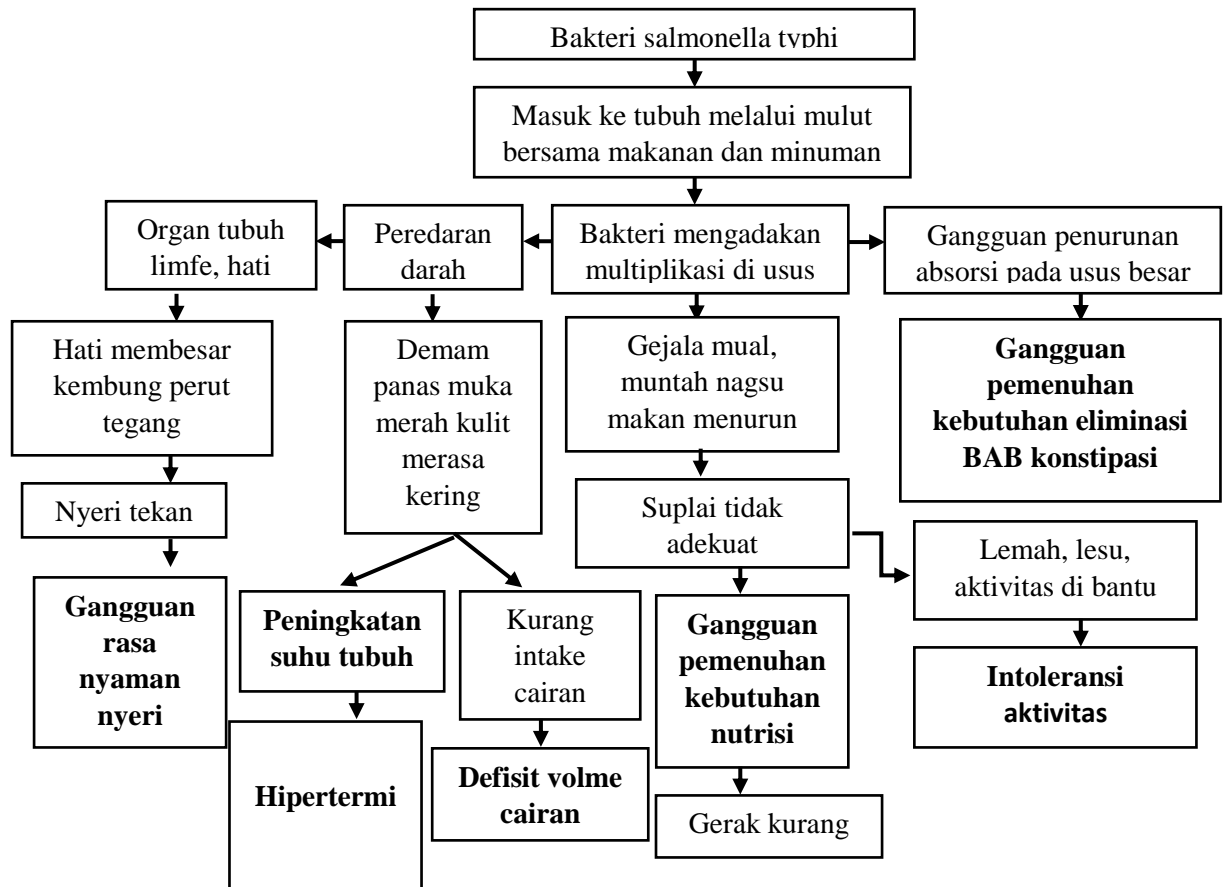 Bakteri salmonella typhi
Masuk ke tubuh melalui mulut
bersama makanan dan minuman
Organ tubuh
limfe, hati
Peredaran
darah
Bakteri mengadakan
multiplikasi di usus
Gangguan penurunan
absorsi pada usus besar
Hati membesar
kembung perut
tegang
Demam
panas muka
merah kulit
merasa
kering
Gejala mual,
muntah nagsu
makan menurun
Gangguan
pemenuhan
kebutuhan eliminasi
BAB konstipasi
Nyeri tekan
Suplai tidak
adekuat
Lemah, lesu,
aktivitas di bantu
Gangguan
rasa
nyaman
nyeri
Peningkatan
suhu tubuh
Kurang
intake
cairan
Gangguan
pemenuhan
kebutuhan
nutrisi
Intoleransi
aktivitas
Hipertermi
Defisit volme
cairan
Gerak kurang